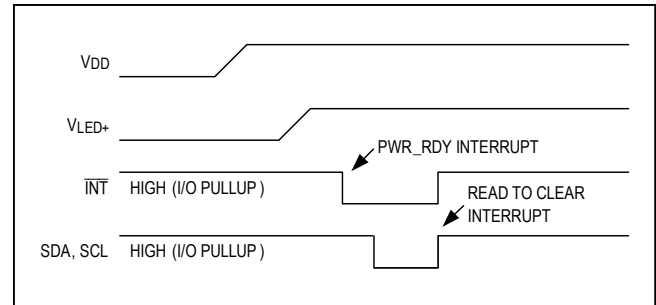 VDD
VLED+
PWR_RDY INTERRUPT
INT HIGH (I/O PULLUP)
READ TO CLEAR
INTERRUPT
SDA, SCL HIGH (I/O PULLUP)